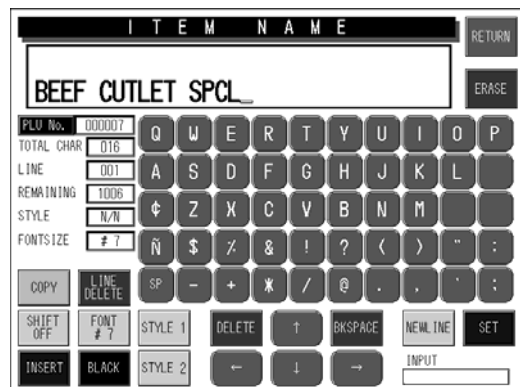 ITEM NAME
RETURN
BEEF CUTLET SPCL_
ERASE
PLU No. 000007
TOTAL CHAR 016
LINE 001
REMAINING 1006
STYLE N/N
FONTSIZE # 7
Q W E R T Y U I O P
A S D F G H J K L
¢ Z X C V B N M
Ñ $ % & ! ? ( ) " :
SP - + * / @ . , ' ;
COPY LINE DELETE
SHIFT OFF FONT # 7 STYLE 1 DELETE ↑ BKSPACE NEWLINE SET
INSERT BLACK STYLE 2 ← ↓ → INPUT